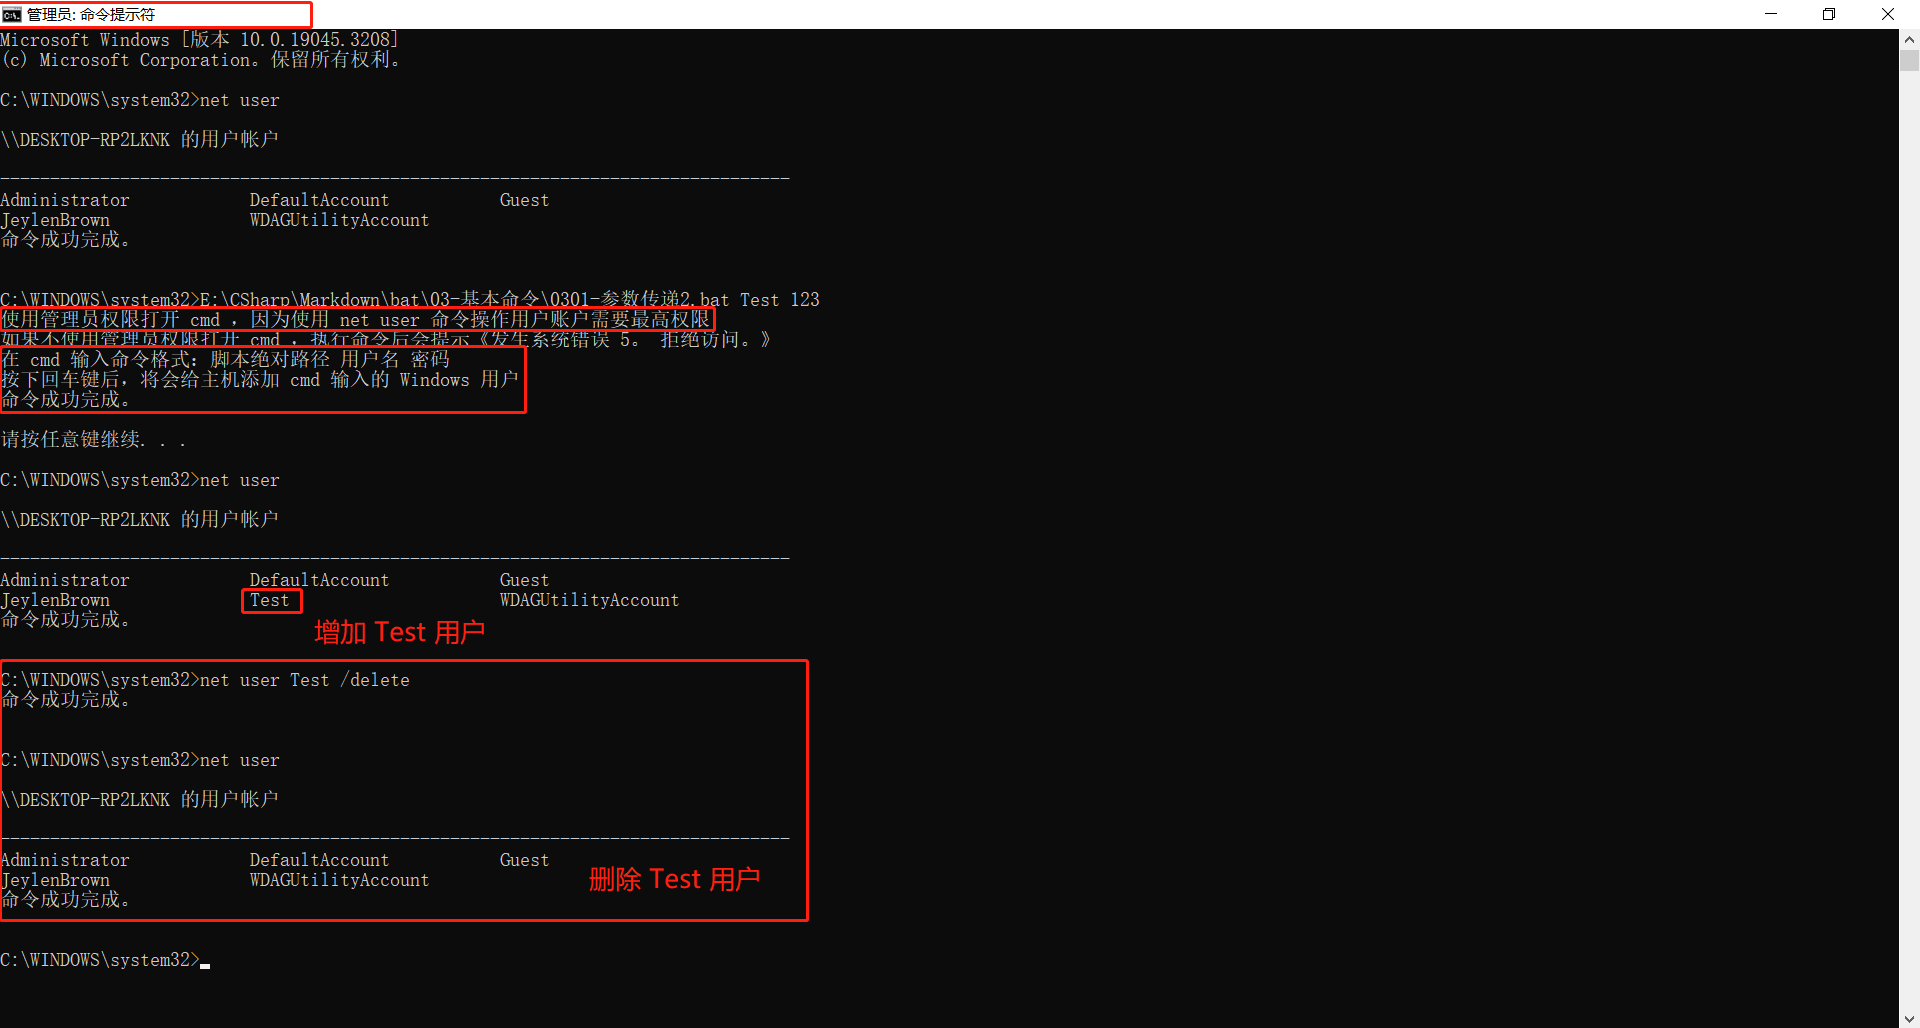 管理员: 命令提示符
Microsoft Windows [版本 10.0.19045.3208]
(c) Microsoft Corporation。保留所有权利。
C:\WINDOWS\system32>net user
\\DESKTOP-RP2LKNK 的用户帐户
-------------------------------------------------------------------------------
Administrator            DefaultAccount           Guest
JeylenBrown              WDAGUtilityAccount
命令成功完成。
C:\WINDOWS\system32>E:\CSharp\Markdown\bat\03-基本命令\0301-参数传递2.bat Test 123
使用管理员权限打开 cmd ，因为使用 net user 命令操作用户账户需要最高权限
如果不使用管理员权限打开 cmd ，执行命令后会提示《发生系统错误 5。 拒绝访问。》
在 cmd 输入命令格式：脚本绝对路径 用户名 密码
按下回车键后，将会给主机添加 cmd 输入的 Windows 用户
命令成功完成。
请按任意键继续. . .
C:\WINDOWS\system32>net user
\\DESKTOP-RP2LKNK 的用户帐户
-------------------------------------------------------------------------------
Administrator            DefaultAccount           Guest
JeylenBrown              Test                     WDAGUtilityAccount
命令成功完成。
增加 Test 用户
C:\WINDOWS\system32>net user Test /delete
命令成功完成。
C:\WINDOWS\system32>net user
\\DESKTOP-RP2LKNK 的用户帐户
-------------------------------------------------------------------------------
Administrator            DefaultAccount           Guest
JeylenBrown              WDAGUtilityAccount
删除 Test 用户
命令成功完成。
C:\WINDOWS\system32>